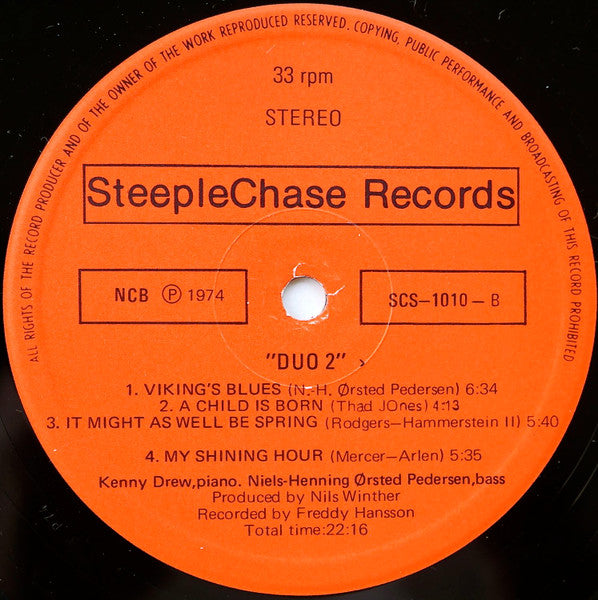 ALL RIGHTS OF THE RECORD PRODUCER AND OF THE OWNER OF THE WORK REPRODUCED RESERVED. COPYING, PUBLIC PERFORMANCE AND BROADCASTING OF THIS RECORD PROHIBITED
33 rpm
STEREO
SteepleChase Records
NCB Ⓟ 1974
SCS–1010 – B
"DUO 2"
1. VIKING'S BLUES (N.-H. Ørsted Pedersen) 6:34
2. A CHILD IS BORN (Thad JOnes) 4:13
3. IT MIGHT AS WELL BE SPRING (Rodgers–Hammerstein II) 5:40
4. MY SHINING HOUR (Mercer–Arlen) 5:35
Kenny Drew,piano. Niels-Henning Ørsted Pedersen,bass
Produced by Nils Winther
Recorded by Freddy Hansson
Total time:22:16